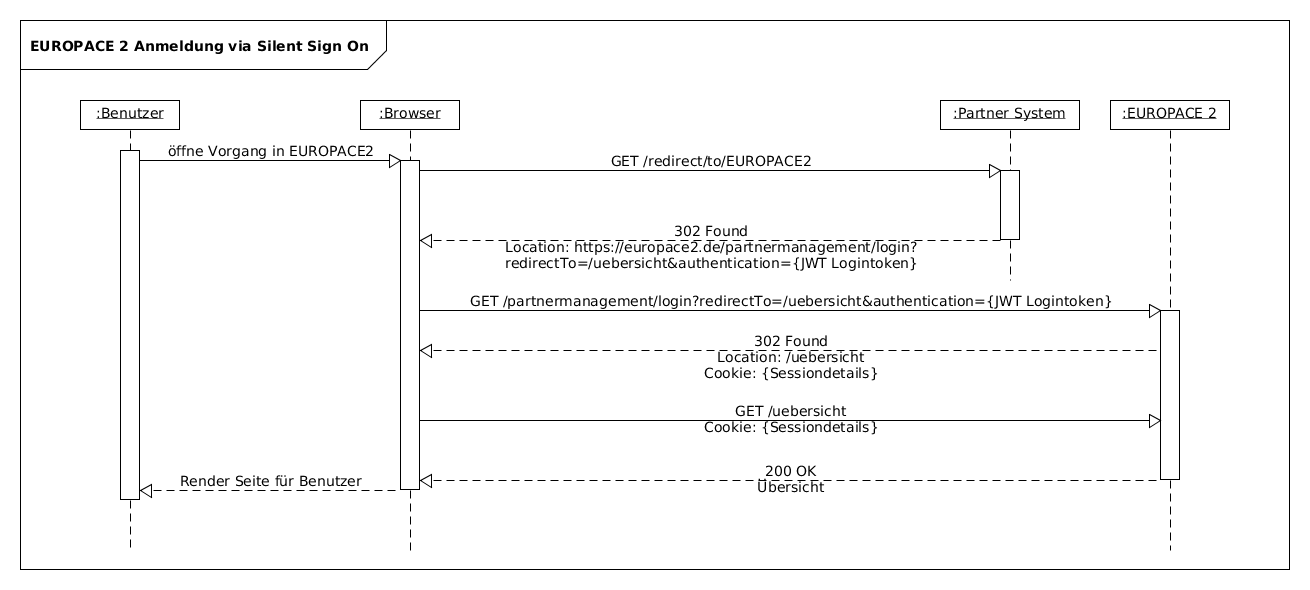 EUROPACE 2 Anmeldung via Silent Sign On
:Benutzer
:Browser
:Partner System
:EUROPACE 2
öffne Vorgang in EUROPACE2
GET /redirect/to/EUROPACE2
302 Found
Location: https://europace2.de/partnermanagement/login?
redirectTo=/uebersicht&authentication={JWT Logintoken}
GET /partnermanagement/login?redirectTo=/uebersicht&authentication={JWT Logintoken}
302 Found
Location: /uebersicht
Cookie: {Sessiondetails}
GET /uebersicht
Cookie: {Sessiondetails}
200 OK
Übersicht
Render Seite für Benutzer